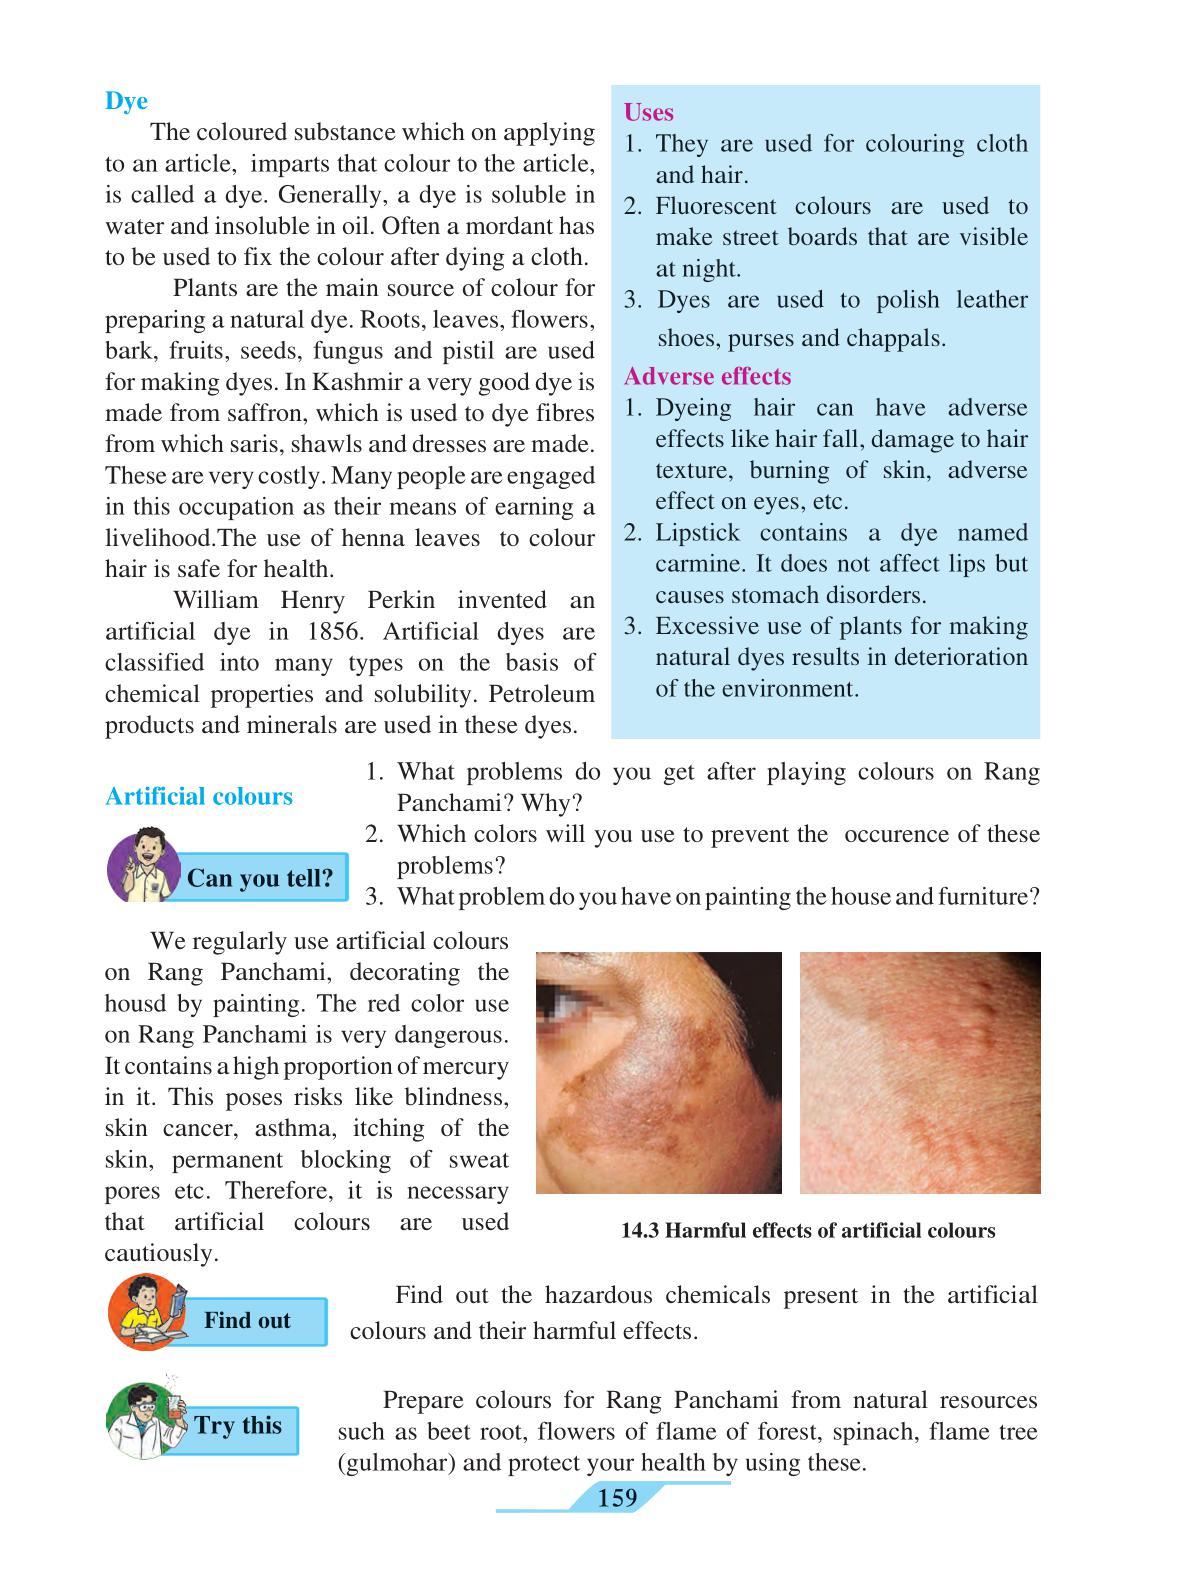 Dye
The coloured substance which on applying
to an article, imparts that colour to the article,
is called a dye. Generally, a dye is soluble in
water and insoluble in oil. Often a mordant has
to be used to fix the colour after dying a cloth.
Plants are the main source of colour for
preparing a natural dye. Roots, leaves, flowers,
bark, fruits, seeds, fungus and pistil are used
for making dyes. In Kashmir a very good dye is
made from saffron, which is used to dye fibres
from which saris, shawls and dresses are made.
These are very costly. Many people are engaged
in this occupation as their means of earning a
livelihood.The use of henna leaves to colour
hair is safe for health.
William Henry Perkin invented an
artificial dye in 1856. Artificial dyes are
classified into many types on the basis of
chemical properties and solubility. Petroleum
products and minerals are used in these dyes.
Uses
1. They are used for colouring cloth
and hair.
2. Fluorescent colours are used to
make street boards that are visible
at night.
3. Dyes are used to polish leather
shoes, purses and chappals.
Adverse effects
1. Dyeing hair can have adverse
effects like hair fall, damage to hair
texture, burning of skin, adverse
effect on eyes, etc.
2. Lipstick contains a dye named
carmine. It does not affect lips but
causes stomach disorders.
3. Excessive use of plants for making
natural dyes results in deterioration
of the environment.
Artificial colours
Can you tell?
1. What problems do you get after playing colours on Rang
Panchami? Why?
2. Which colors will you use to prevent the occurence of these
problems?
3. What problem do you have on painting the house and furniture?
We regularly use artificial colours
on Rang Panchami, decorating the
housd by painting. The red color use
on Rang Panchami is very dangerous.
It contains a high proportion of mercury
in it. This poses risks like blindness,
skin cancer, asthma, itching of the
skin, permanent blocking of sweat
pores etc. Therefore, it is necessary
that artificial colours are used
cautiously.
14.3 Harmful effects of artificial colours
Find out
Find out the hazardous chemicals present in the artificial
colours and their harmful effects.
Try this
Prepare colours for Rang Panchami from natural resources
such as beet root, flowers of flame of forest, spinach, flame tree
(gulmohar) and protect your health by using these.
159